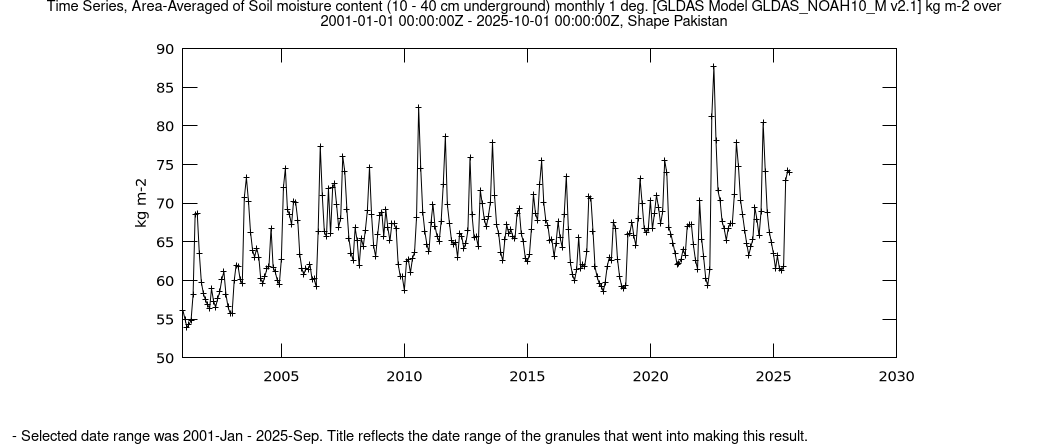 Time Series, Area-Averaged of Soil moisture content (10 - 40 cm underground) monthly 1 deg. [GLDAS Model GLDAS_NOAH10_M v2.1] kg m-2 over
2001-01-01 00:00:00Z - 2025-10-01 00:00:00Z, Shape Pakistan
90
85
80
75
70
65
60
55
50
kg m-2
2005 2010 2015 2020 2025 2030
- Selected date range was 2001-Jan - 2025-Sep. Title reflects the date range of the granules that went into making this result.